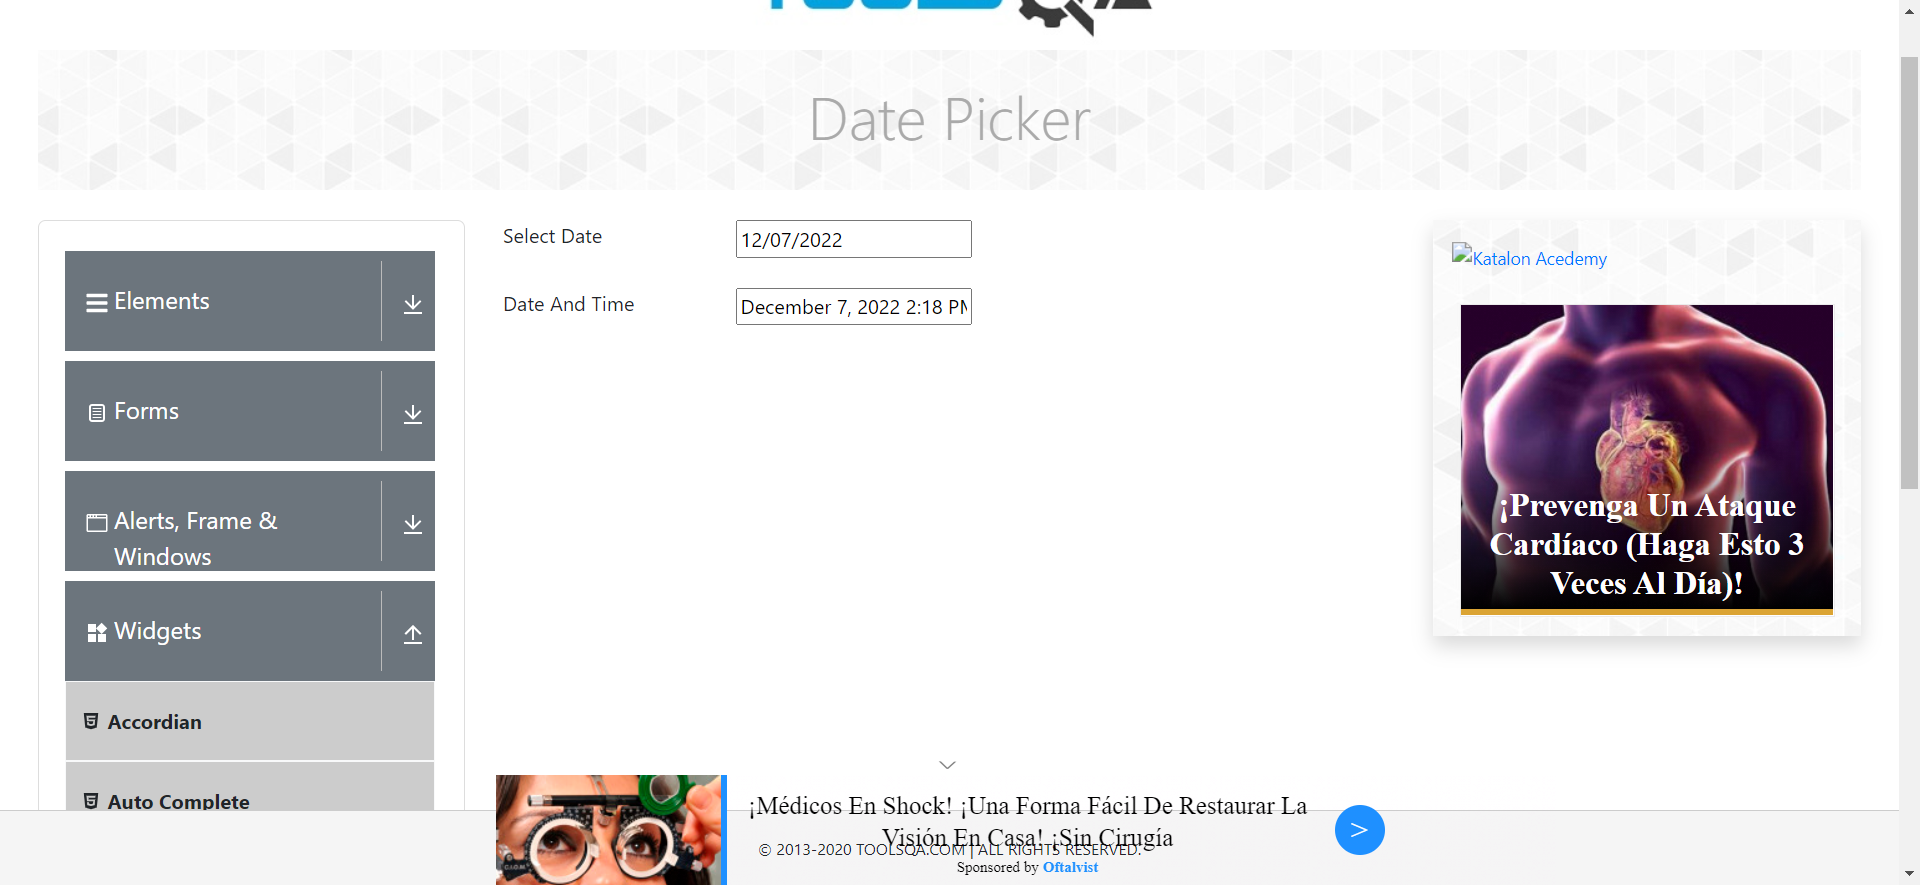 Date Picker
Select Date
12/07/2022
Date And Time
December 7, 2022 2:18 PM
Elements
Forms
Alerts, Frame &
Windows
Widgets
Accordian
Auto Complete
Katalon Acedemy
¡Prevenga Un Ataque
Cardíaco (Haga Esto 3
Veces Al Día)!
¡Médicos En Shock! ¡Una Forma Fácil De Restaurar La
Visión En Casa! ¡Sin Cirugía
>
© 2013-2020 TOOLSQA.COM | ALL RIGHTS RESERVED.
Sponsored by Oftalvist